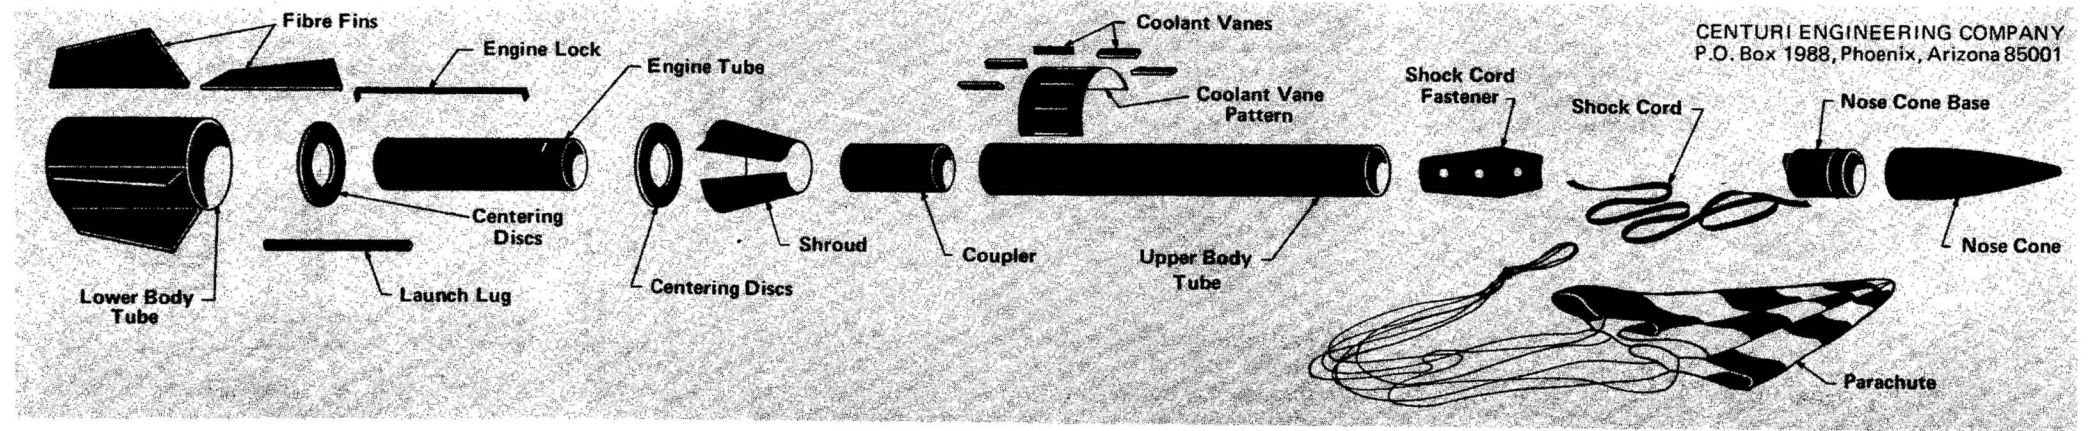 Fibre Fins
Engine Lock
Engine Tube
Coolant Vanes
CENTURI ENGINEERING COMPANY
P.O. Box 1988, Phoenix, Arizona 85001
Coolant Vane
Pattern
Shock Cord
Fastener
Shock Cord
Nose Cone Base
Centering
Discs
Shroud
Coupler
Upper Body
Tube
Nose Cone
Lower Body
Tube
Launch Lug
Centering Discs
Parachute